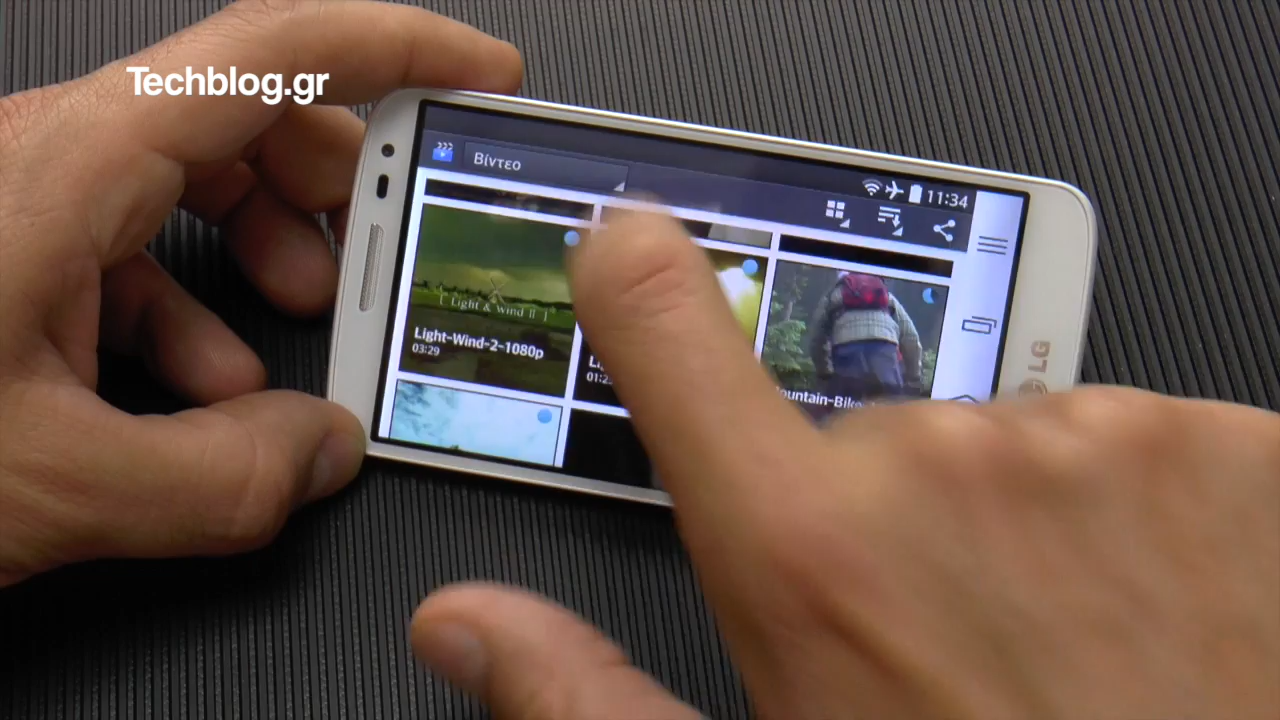 Techblog.gr
Βίντεο
11:34
[ Light & Wind II ]
Light-Wind-2-1080p
03:29
LG